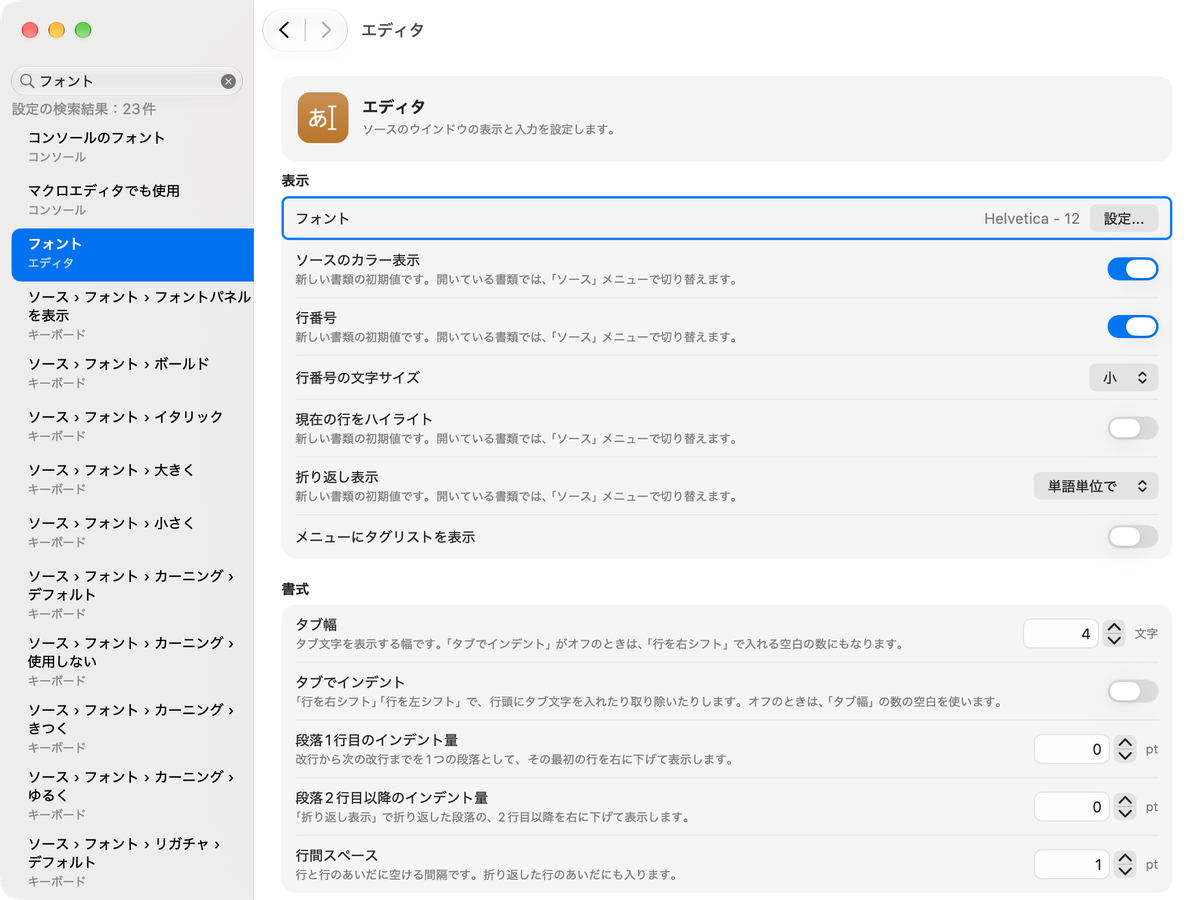 エディタ
フォント
設定の検索結果：23件
コンソールのフォント
コンソール
マクロエディタでも使用
コンソール
フォント
エディタ
ソース › フォント › フォントパネル
を表示
キーボード
ソース › フォント › ボールド
キーボード
ソース › フォント › イタリック
キーボード
ソース › フォント › 大きく
キーボード
ソース › フォント › 小さく
キーボード
ソース › フォント › カーニング ›
デフォルト
キーボード
ソース › フォント › カーニング ›
使用しない
キーボード
ソース › フォント › カーニング ›
きつく
キーボード
ソース › フォント › カーニング ›
ゆるく
キーボード
ソース › フォント › リガチャ ›
デフォルト
キーボード
あ
エディタ
ソースのウインドウの表示と入力を設定します。
表示
フォント Helvetica - 12 設定...
ソースのカラー表示
新しい書類の初期値です。開いている書類では、「ソース」メニューで切り替えます。
行番号
新しい書類の初期値です。開いている書類では、「ソース」メニューで切り替えます。
行番号の文字サイズ 小
現在の行をハイライト
新しい書類の初期値です。開いている書類では、「ソース」メニューで切り替えます。
折り返し表示 単語単位で
新しい書類の初期値です。開いている書類では、「ソース」メニューで切り替えます。
メニューにタグリストを表示
書式
タブ幅 4 文字
タブ文字を表示する幅です。「タブでインデント」がオフのときは、「行を右シフト」で入れる空白の数にもなります。
タブでインデント
「行を右シフト」「行を左シフト」で、行頭にタブ文字を入れたり取り除いたりします。オフのときは、「タブ幅」の数の空白を使います。
段落1行目のインデント量 0 pt
改行から次の改行までを1つの段落として、その最初の行を右に下げて表示します。
段落2行目以降のインデント量 0 pt
「折り返し表示」で折り返した段落の、2行目以降を右に下げて表示します。
行間スペース 1 pt
行と行のあいだに空ける間隔です。折り返した行のあいだにも入ります。